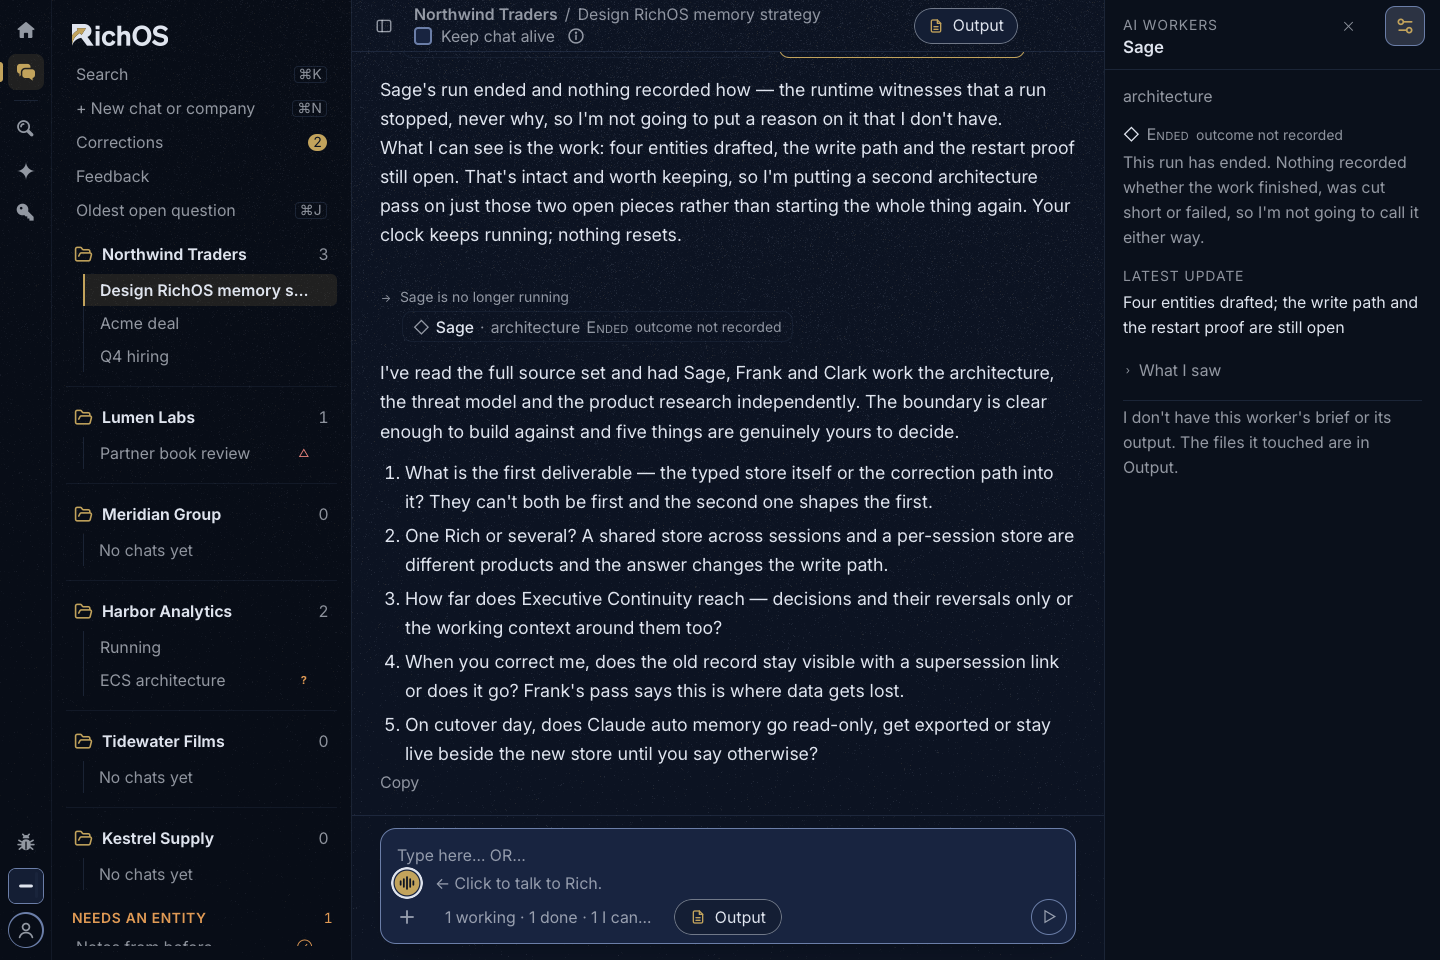 RichOS
Search ⌘K
+ New chat or company ⌘N
Corrections 2
Feedback
Oldest open question ⌘J
Northwind Traders 3
Design RichOS memory s...
Acme deal
Q4 hiring
Lumen Labs 1
Partner book review
Meridian Group 0
No chats yet
Harbor Analytics 2
Running
ECS architecture ?
Tidewater Films 0
No chats yet
Kestrel Supply 0
No chats yet
NEEDS AN ENTITY 1
Notes from before
Northwind Traders / Design RichOS memory strategy
Keep chat alive
Output
Sage's run ended and nothing recorded how — the runtime witnesses that a run
stopped, never why, so I'm not going to put a reason on it that I don't have.
What I can see is the work: four entities drafted, the write path and the restart proof
still open. That's intact and worth keeping, so I'm putting a second architecture
pass on just those two open pieces rather than starting the whole thing again. Your
clock keeps running; nothing resets.
→ Sage is no longer running
Sage · architecture ENDED outcome not recorded
I've read the full source set and had Sage, Frank and Clark work the architecture,
the threat model and the product research independently. The boundary is clear
enough to build against and five things are genuinely yours to decide.
1. What is the first deliverable — the typed store itself or the correction path into
it? They can't both be first and the second one shapes the first.
2. One Rich or several? A shared store across sessions and a per-session store are
different products and the answer changes the write path.
3. How far does Executive Continuity reach — decisions and their reversals only or
the working context around them too?
4. When you correct me, does the old record stay visible with a supersession link
or does it go? Frank's pass says this is where data gets lost.
5. On cutover day, does Claude auto memory go read-only, get exported or stay
live beside the new store until you say otherwise?
Copy
Type here... OR...
← Click to talk to Rich.
1 working · 1 done · 1 I can...
Output
AI WORKERS
Sage
architecture
ENDED outcome not recorded
This run has ended. Nothing recorded
whether the work finished, was cut
short or failed, so I'm not going to call it
either way.
LATEST UPDATE
Four entities drafted; the write path and
the restart proof are still open
› What I saw
I don't have this worker's brief or its
output. The files it touched are in
Output.